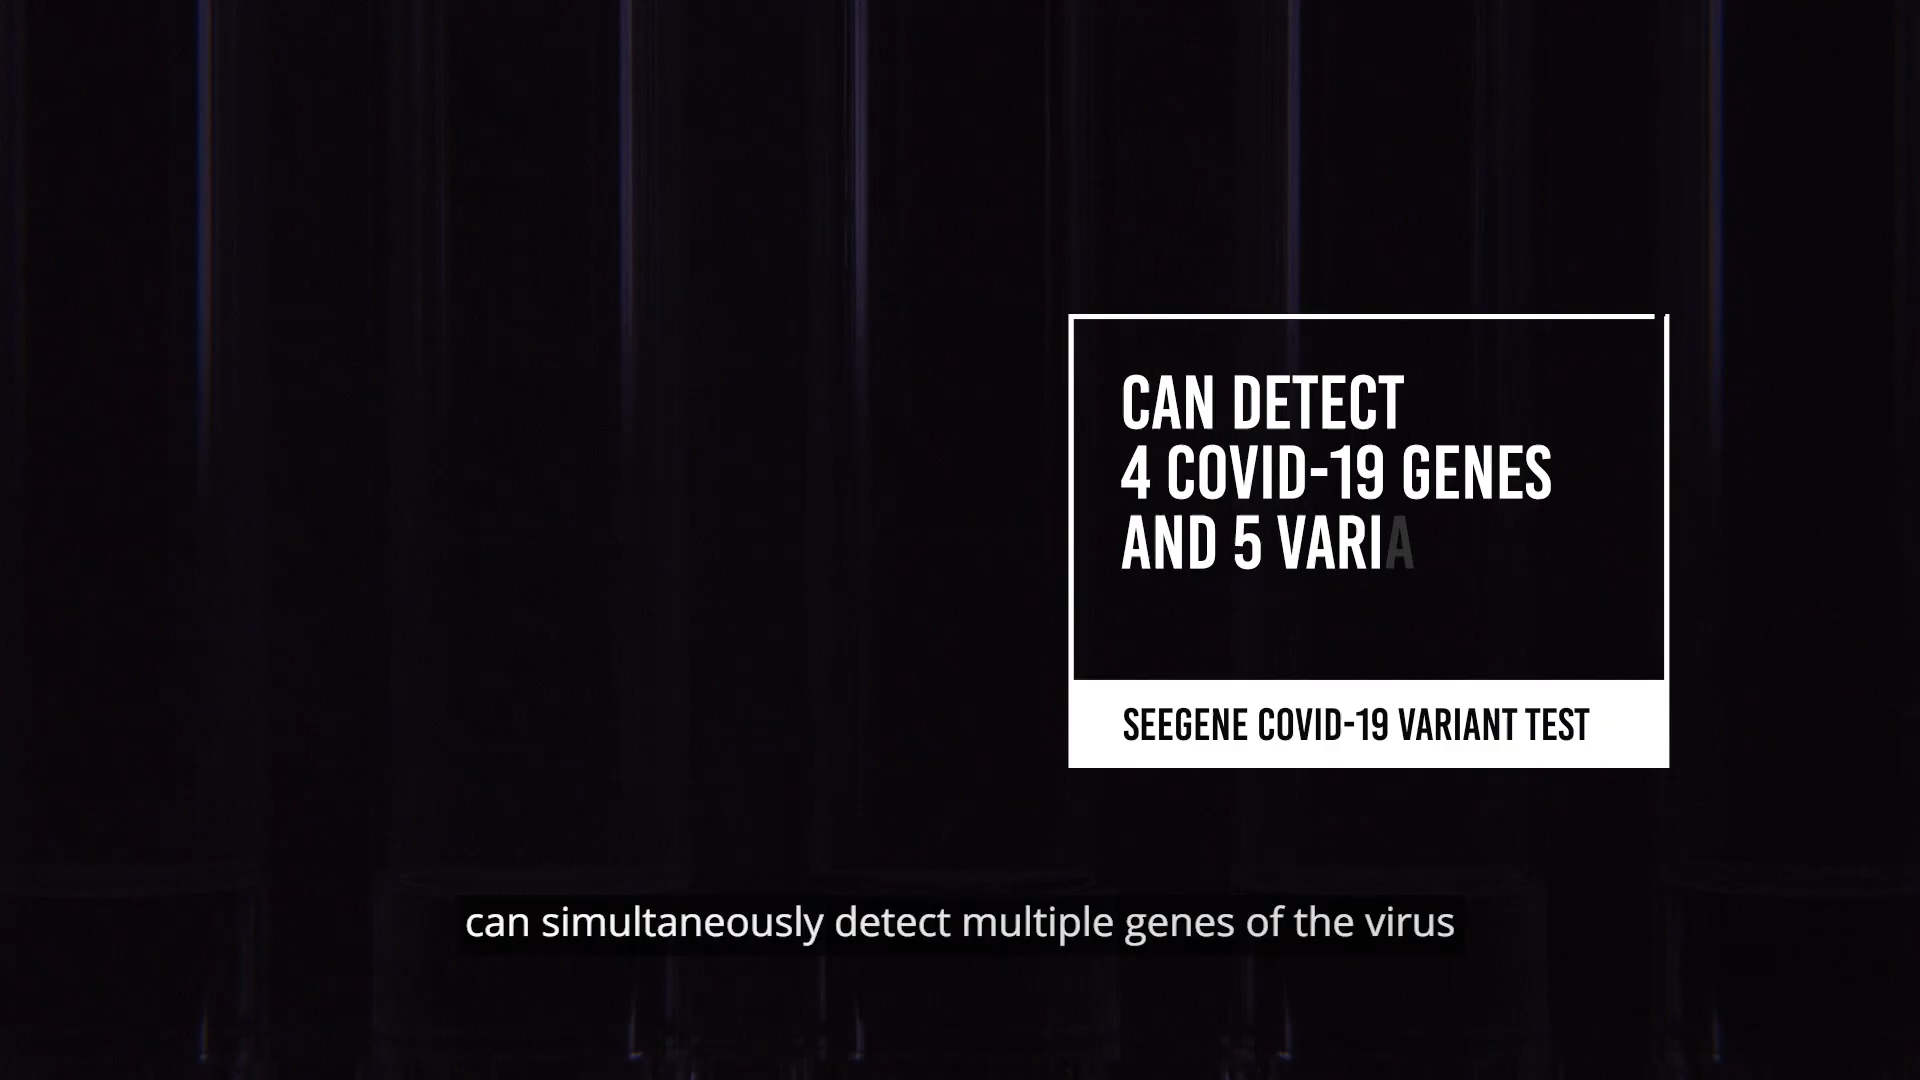 CAN DETECT
4 COVID-19 GENES
AND 5 VARIA
SEEGENE COVID-19 VARIANT TEST
can simultaneously detect multiple genes of the virus